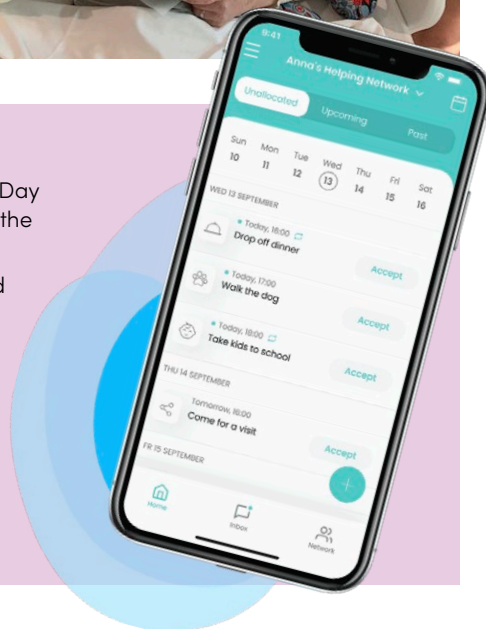 Day
the
d
9:41
Anna's Helping Network
Unallocated Upcoming Past
Sun Mon Tue Wed Thu Fri Sat
10 11 12 13 14 15 16
WED 13 SEPTEMBER
Today, 16:00
Drop off dinner
Accept
Today, 17:00
Walk the dog
Accept
Today, 18:00
Take kids to school
Accept
THU 14 SEPTEMBER
Tomorrow, 16:00
Come for a visit
Accept
FR 15 SEPTEMBER
Home Inbox Network